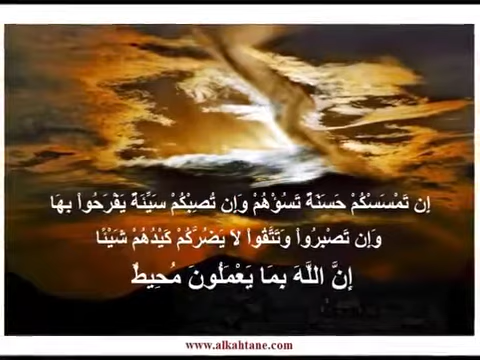 إِن تَمْسَسْكُمْ حَسَنَةٌ تَسُؤْهُمْ وَإِن تُصِبْكُمْ سَيِّئَةٌ يَفْرَحُواْ بِهَا
وَإِن تَصْبِرُواْ وَتَتَّقُواْ لاَ يَضُرُّكُمْ كَيْدُهُمْ شَيْئًا
إِنَّ اللّهَ بِمَا يَعْمَلُونَ مُحِيطٌ
www.alkahtane.com